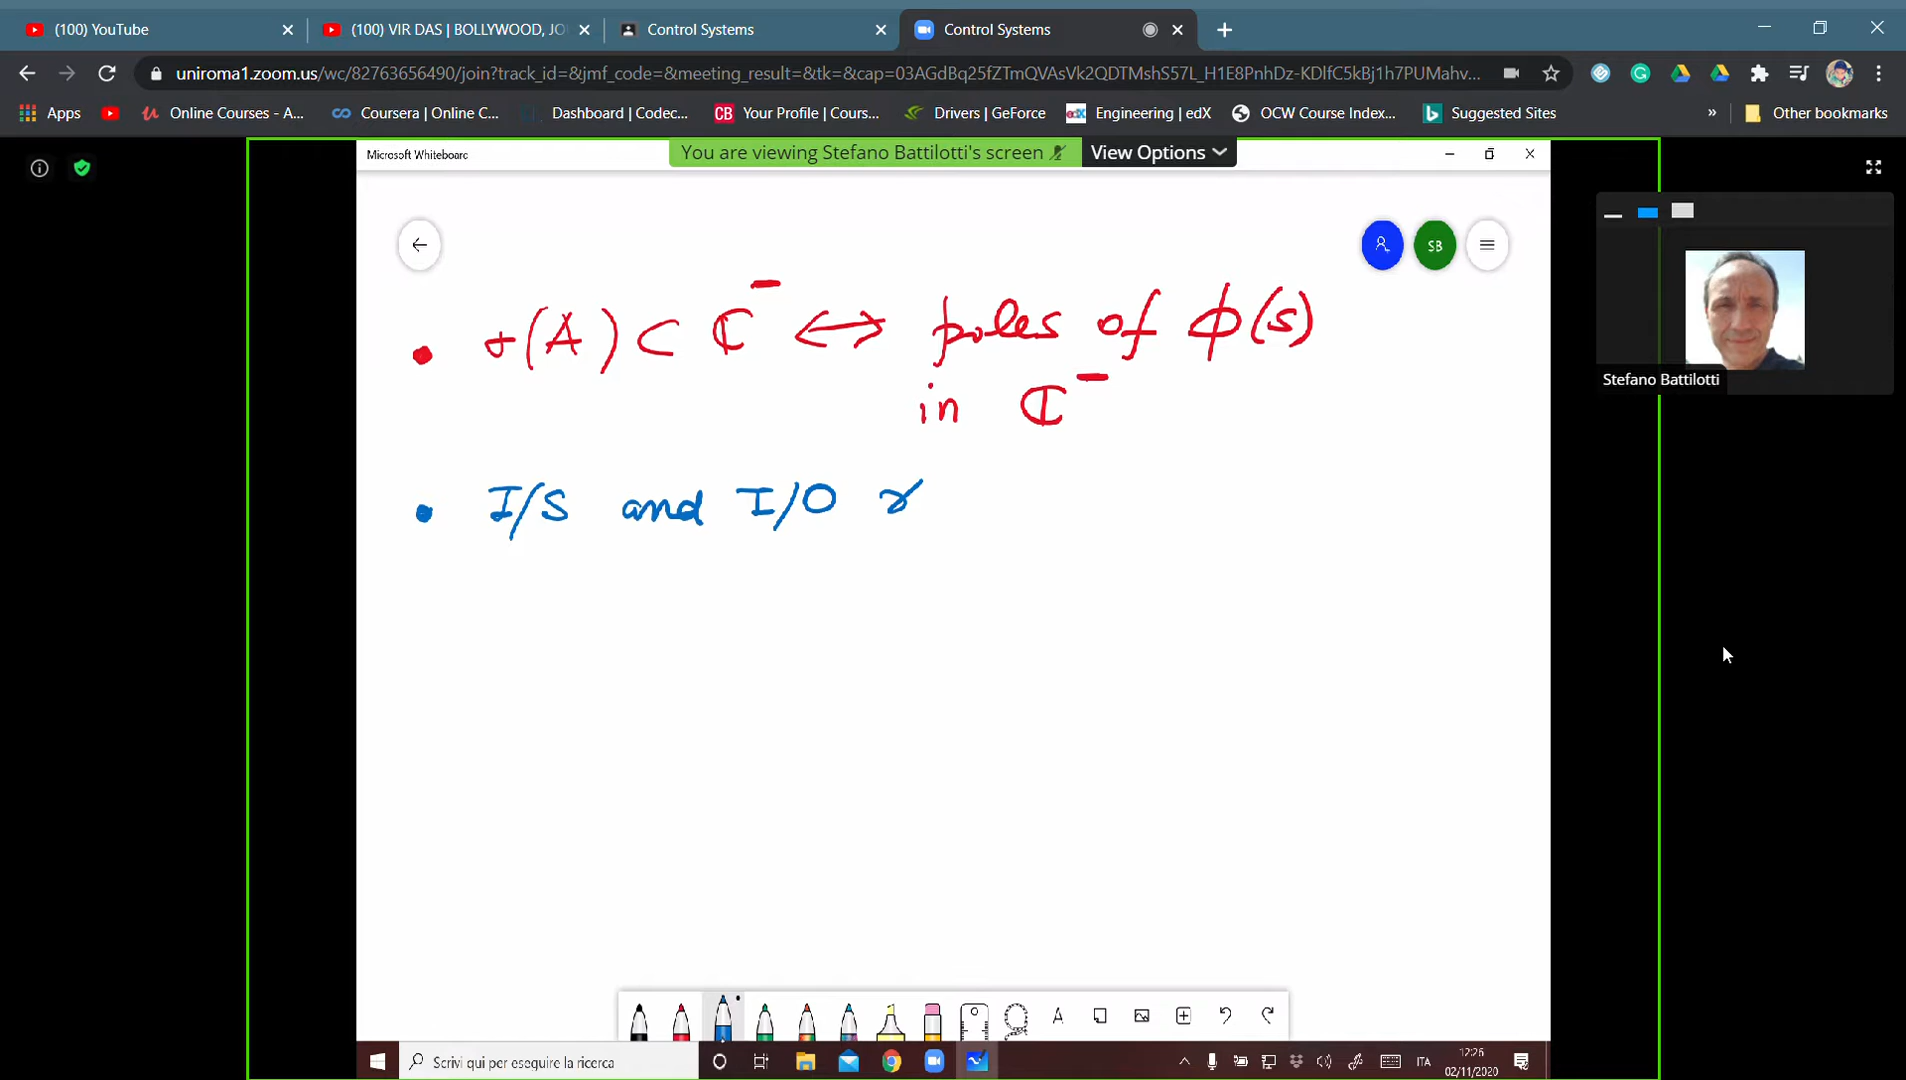 (100) YouTube
(100) VIR DAS | BOLLYWOOD, JO
Control Systems
Control Systems
uniroma1.zoom.us/wc/82763656490/join?track_id=&jmf_code=&meeting_result=&tk=&cap=03AGdBq25fZTmQVAsVk2QDTMshS57L_H1E8PnhDz-KDlfC5kBj1h7PUMahv...
Apps
Online Courses - A...
Coursera | Online C...
Dashboard | Codec...
CB Your Profile | Cours...
Drivers | GeForce
edX Engineering | edX
OCW Course Index...
Suggested Sites
»
Other bookmarks
Microsoft Whiteboard
You are viewing Stefano Battilotti's screen
View Options
SB
• σ(A) ⊂ ℂ⁻ ↔ poles of ϕ(s)
in ℂ⁻
• I/S and I/O r
Stefano Battilotti
Scrivi qui per eseguire la ricerca
ITA
12:26
02/11/2020